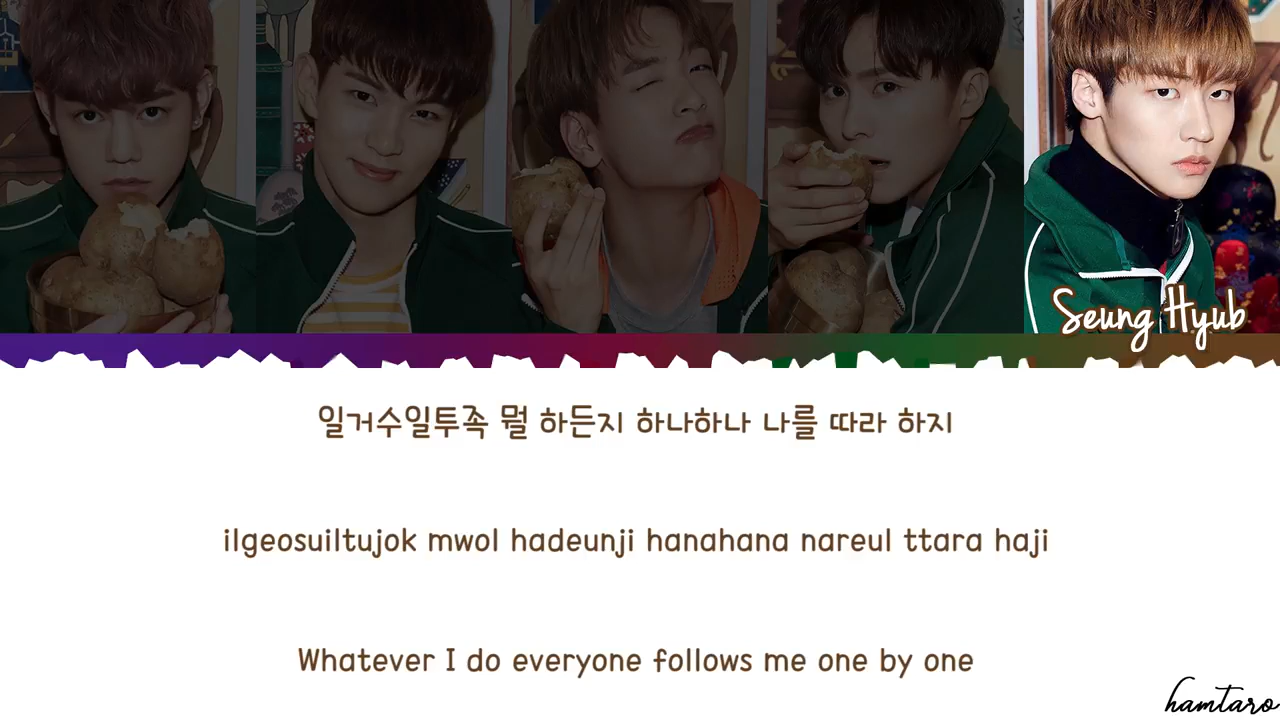 Seung Hyub
일거수일투족 뭘 하든지 하나하나 나를 따라 하지
ilgeosuiltujok mwol hadeunji hanahana nareul ttara haji
Whatever I do everyone follows me one by one
hamtaro